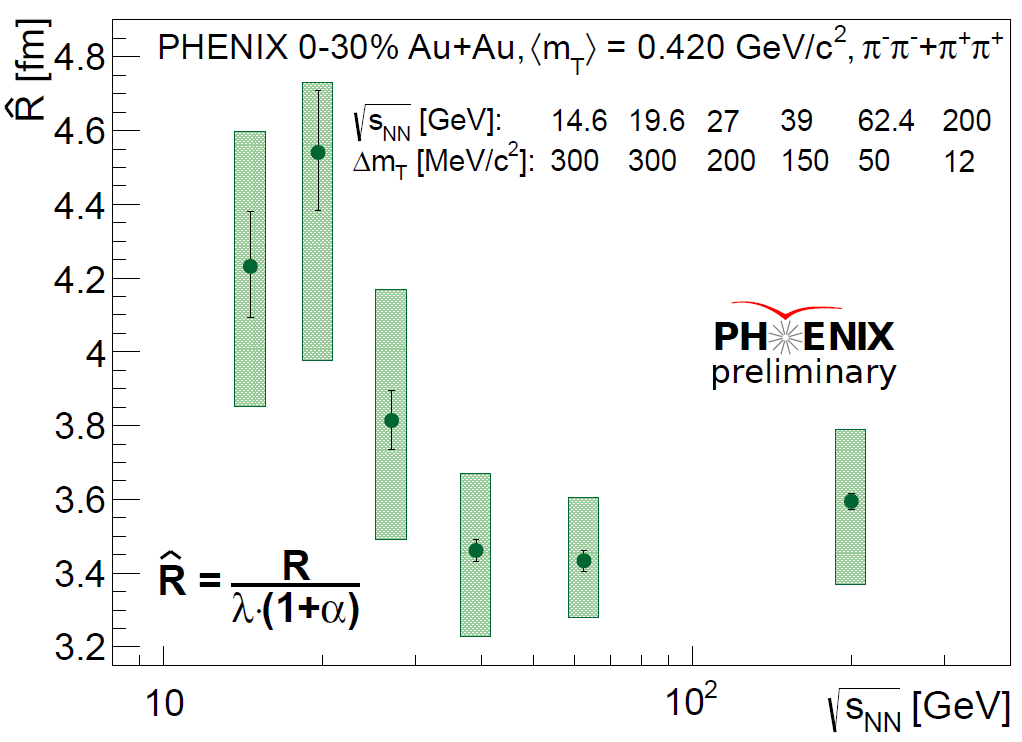 PHENIX 0-30% Au+Au, ⟨m_T⟩ = 0.420 GeV/c², π⁻π⁻+π⁺π⁺
√s_NN [GeV]: 14.6 19.6 27 39 62.4 200
Δm_T [MeV/c²]: 300 300 200 150 50 12
R̂ [fm]
4.8
4.6
4.4
4.2
4
3.8
3.6
3.4
3.2
PHENIX
preliminary
R̂ = R / λ·(1+α)
10 10²
√s_NN [GeV]